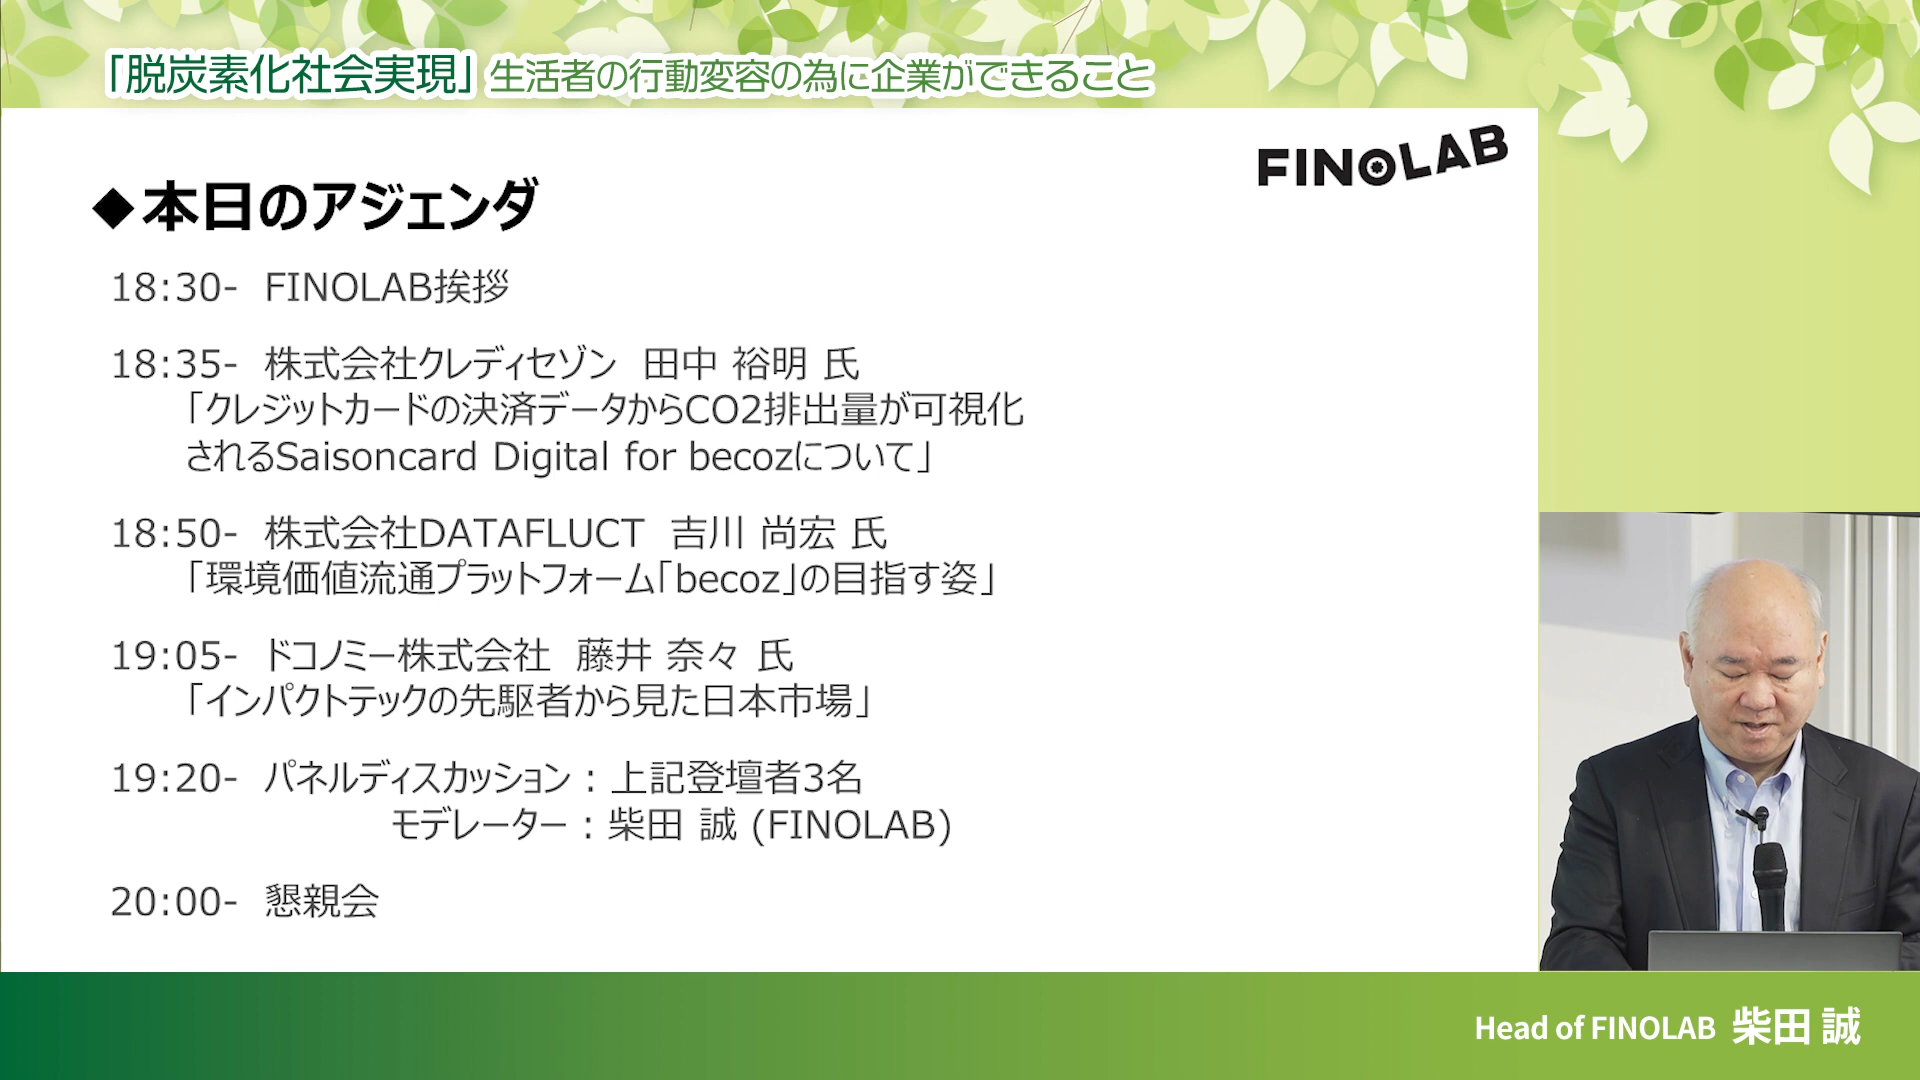 「脱炭素化社会実現」生活者の行動変容の為に企業ができること
FINOLAB
◆本日のアジェンダ
18:30- FINOLAB挨拶
18:35- 株式会社クレディセゾン 田中 裕明 氏
「クレジットカードの決済データからCO2排出量が可視化
されるSaisoncard Digital for becozについて」
18:50- 株式会社DATAFLUCT 吉川 尚宏 氏
「環境価値流通プラットフォーム「becoz」の目指す姿」
19:05- ドコノミー株式会社 藤井 奈々 氏
「インパクトテックの先駆者から見た日本市場」
19:20- パネルディスカッション：上記登壇者3名
モデレーター：柴田 誠 (FINOLAB)
20:00- 懇親会
Head of FINOLAB 柴田 誠